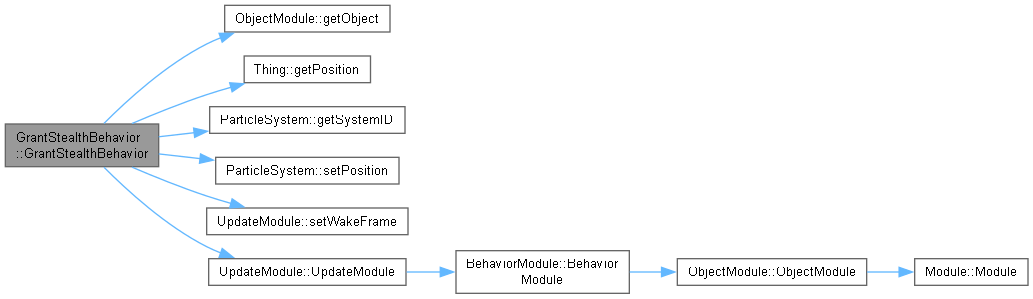 ObjectModule::getObject
Thing::getPosition
ParticleSystem::getSystemID
GrantStealthBehavior
::GrantStealthBehavior
ParticleSystem::setPosition
UpdateModule::setWakeFrame
UpdateModule::UpdateModule
BehaviorModule::Behavior
Module
ObjectModule::ObjectModule
Module::Module